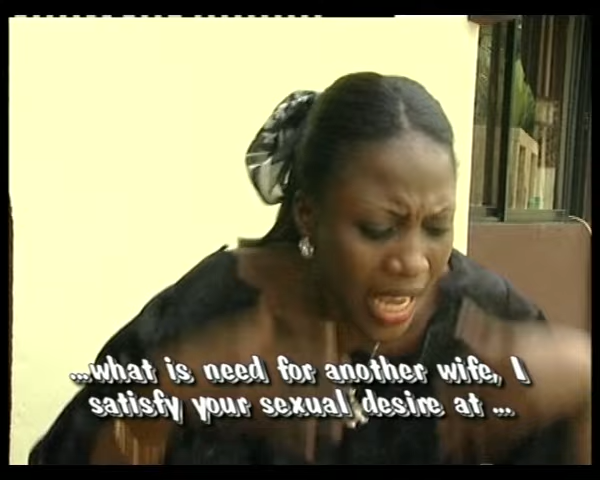 ...what is need for another wife, I
satisfy your sexual desire at ...